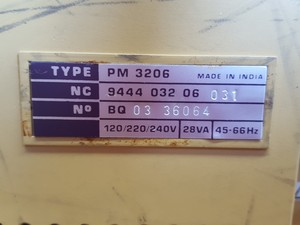 TYPE PM 3206 MADE IN INDIA
NC 9444 032 06 031
Nº BQ 03 36064
120/220/240V 28VA 45-66Hz